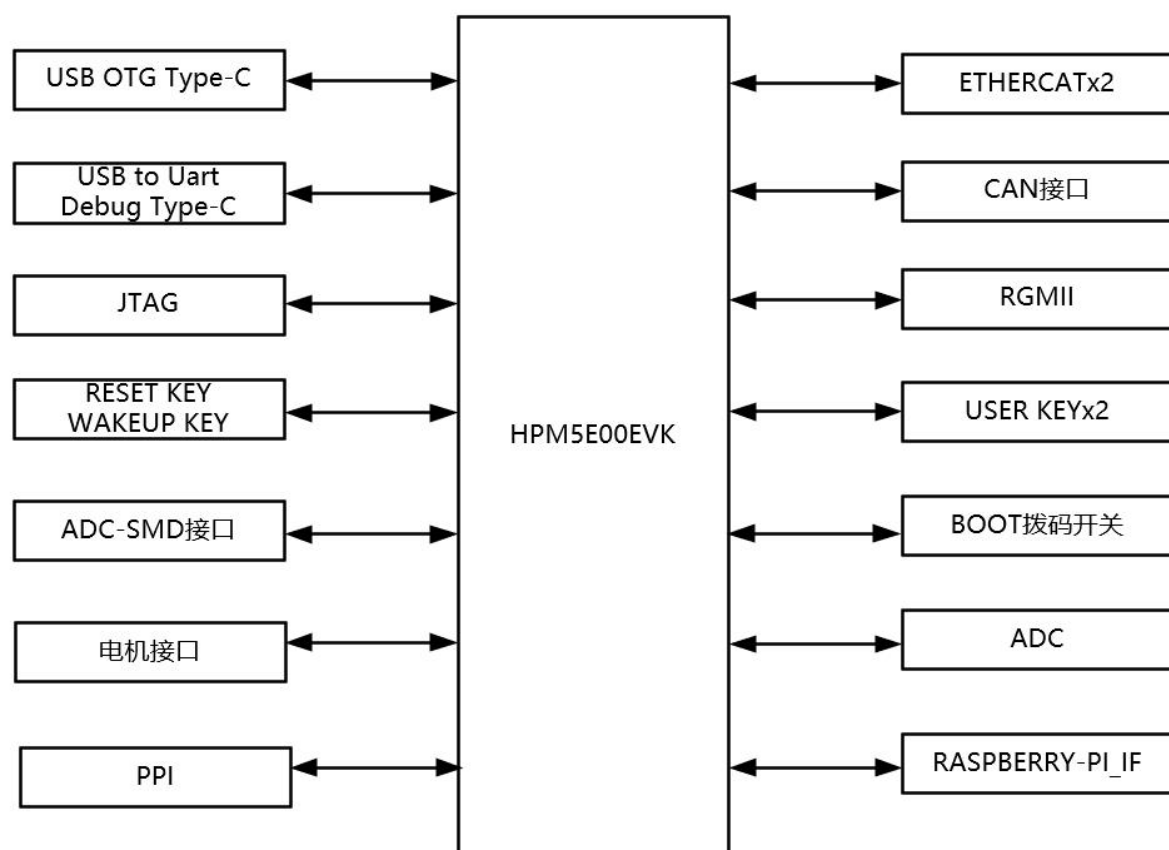 USB OTG Type-C
USB to Uart
Debug Type-C
JTAG
RESET KEY
WAKEUP KEY
ADC-SMD接口
电机接口
PPI
HPM5E00EVK
ETHERCATx2
CAN接口
RGMII
USER KEYx2
BOOT拨码开关
ADC
RASPBERRY-PI_IF